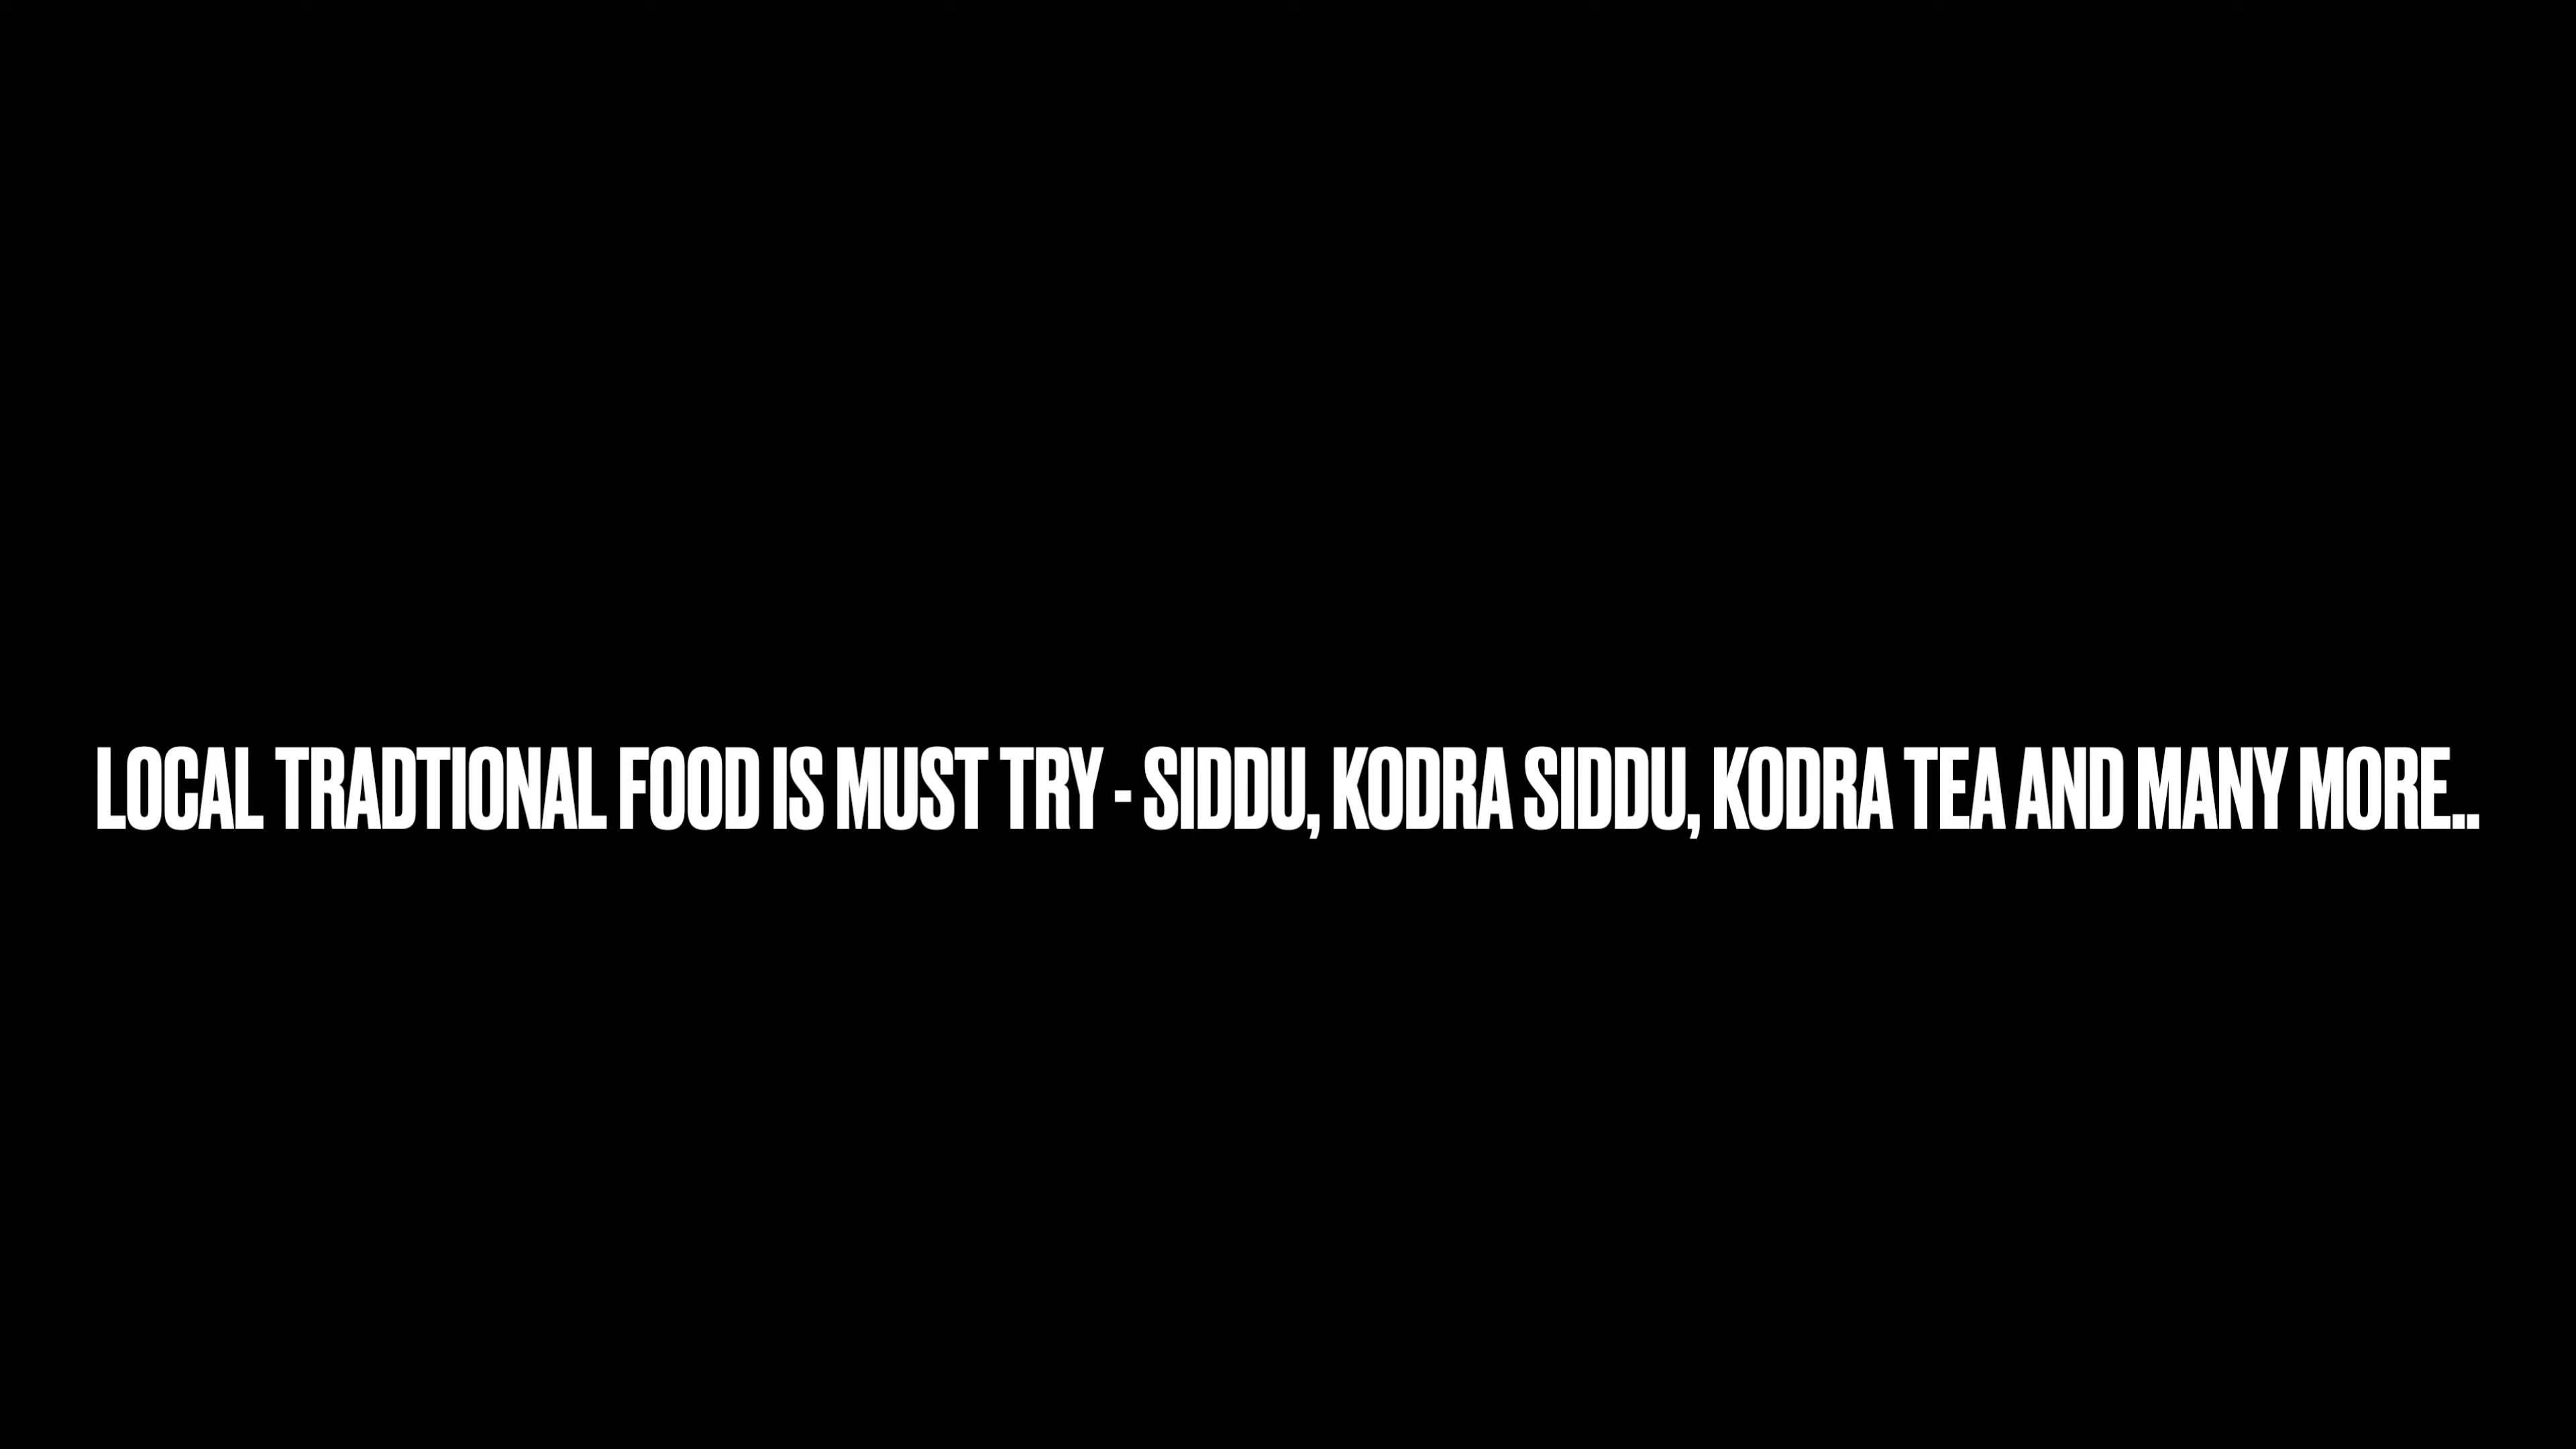 LOCAL TRADTIONAL FOOD IS MUST TRY - SIDDU, KODRA SIDDU, KODRA TEA AND MANY MORE..